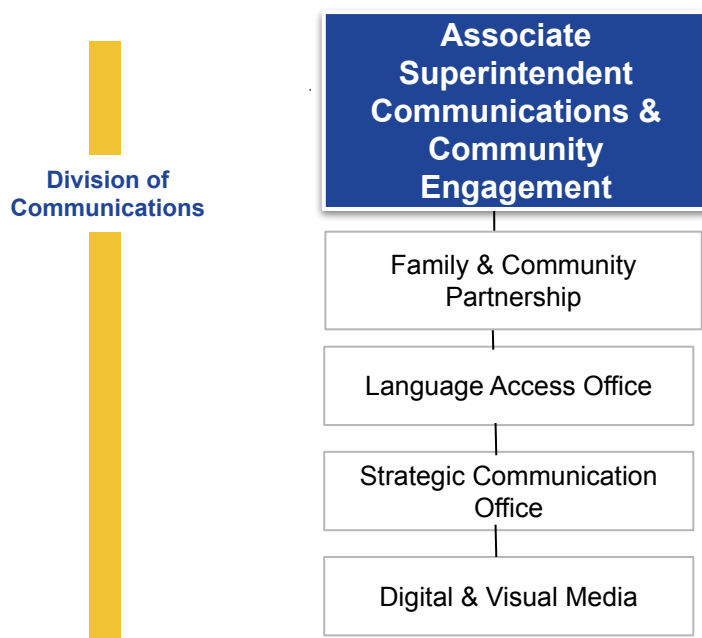 Associate
Superintendent
Communications &
Community
Engagement
Division of
Communications
Family & Community
Partnership
Language Access Office
Strategic Communication
Office
Digital & Visual Media